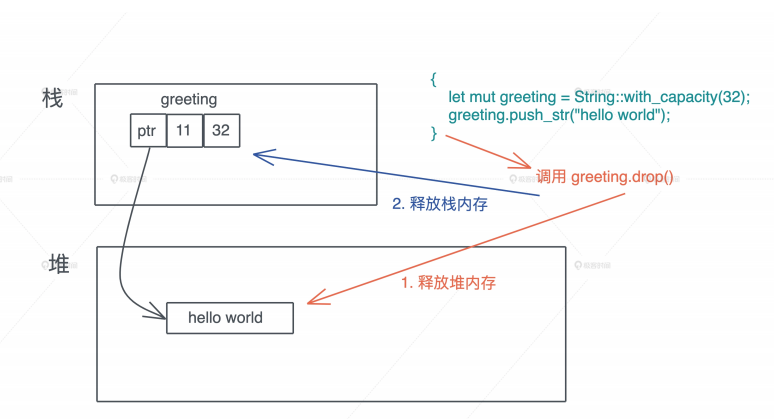 栈
greeting
ptr 11 32
{
let mut greeting = String::with_capacity(32);
greeting.push_str("hello world");
}
调用 greeting.drop()
2. 释放栈内存
堆
1. 释放堆内存
hello world